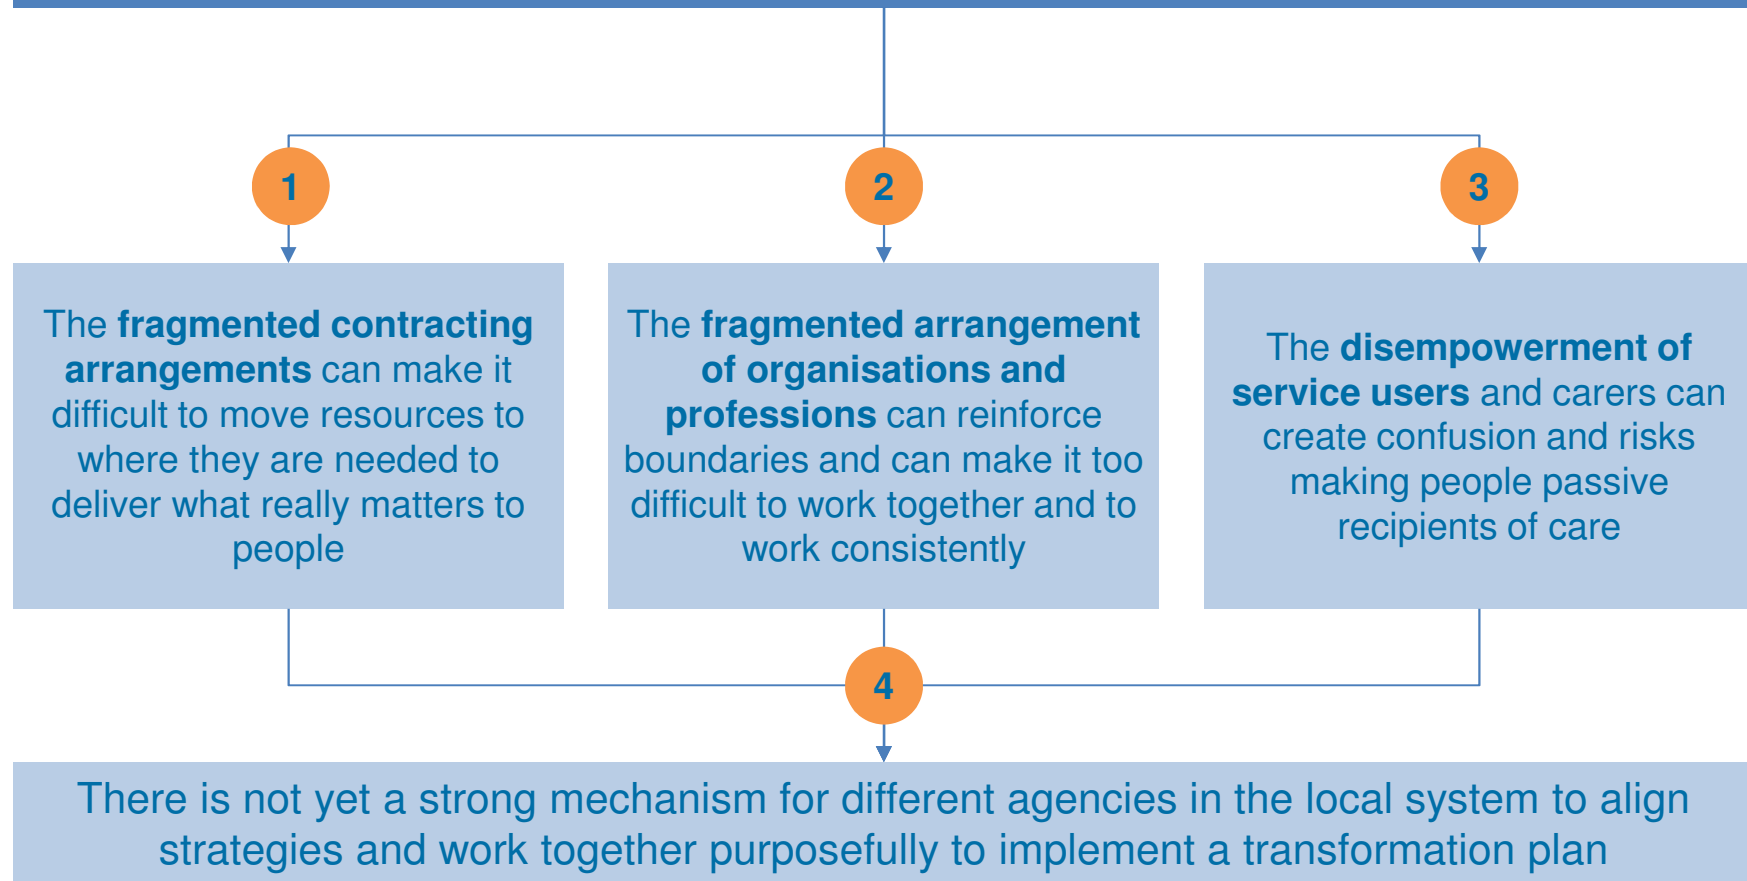 1
2
3
The fragmented contracting
arrangements can make it
difficult to move resources to
where they are needed to
deliver what really matters to
people
The fragmented arrangement
of organisations and
professions can reinforce
boundaries and can make it too
difficult to work together and to
work consistently
The disempowerment of
service users and carers can
create confusion and risks
making people passive
recipients of care
4
There is not yet a strong mechanism for different agencies in the local system to align
strategies and work together purposefully to implement a transformation plan